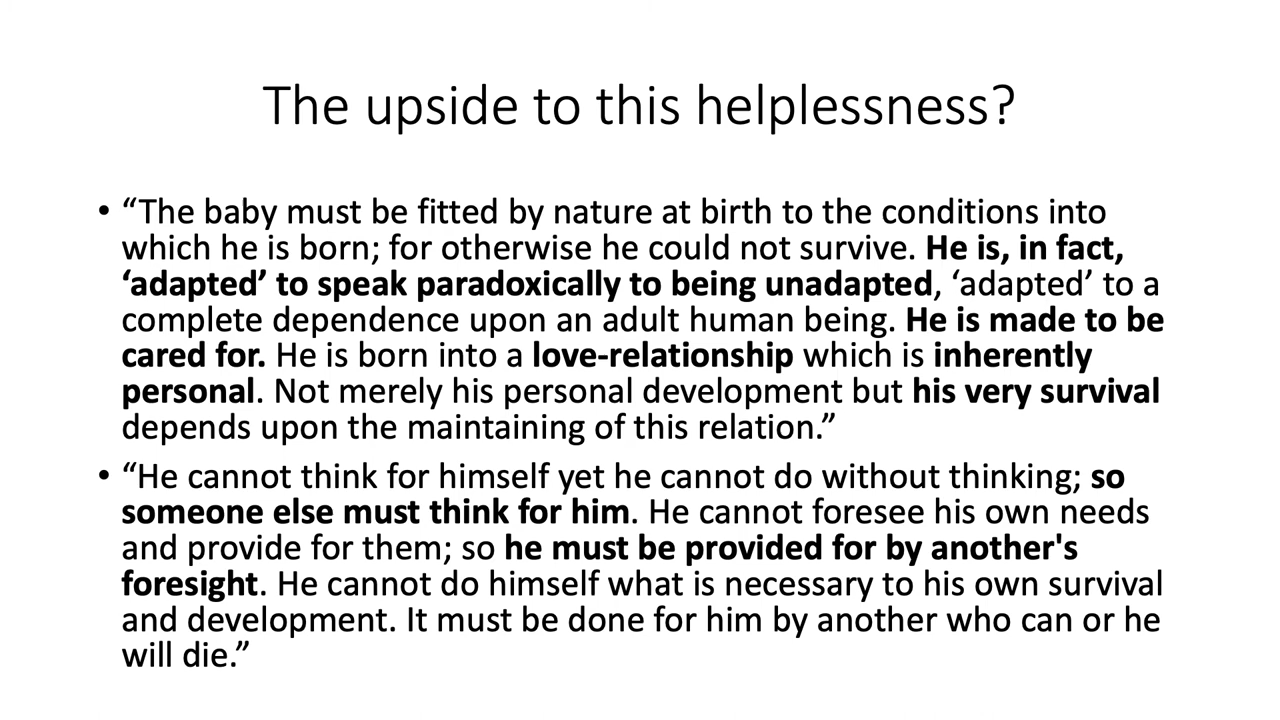 The upside to this helplessness?
• “The baby must be fitted by nature at birth to the conditions into
which he is born; for otherwise he could not survive. He is, in fact,
‘adapted’ to speak paradoxically to being unadapted, ‘adapted’ to a
complete dependence upon an adult human being. He is made to be
cared for. He is born into a love-relationship which is inherently
personal. Not merely his personal development but his very survival
depends upon the maintaining of this relation.”
• “He cannot think for himself yet he cannot do without thinking; so
someone else must think for him. He cannot foresee his own needs
and provide for them; so he must be provided for by another's
foresight. He cannot do himself what is necessary to his own survival
and development. It must be done for him by another who can or he
will die.”